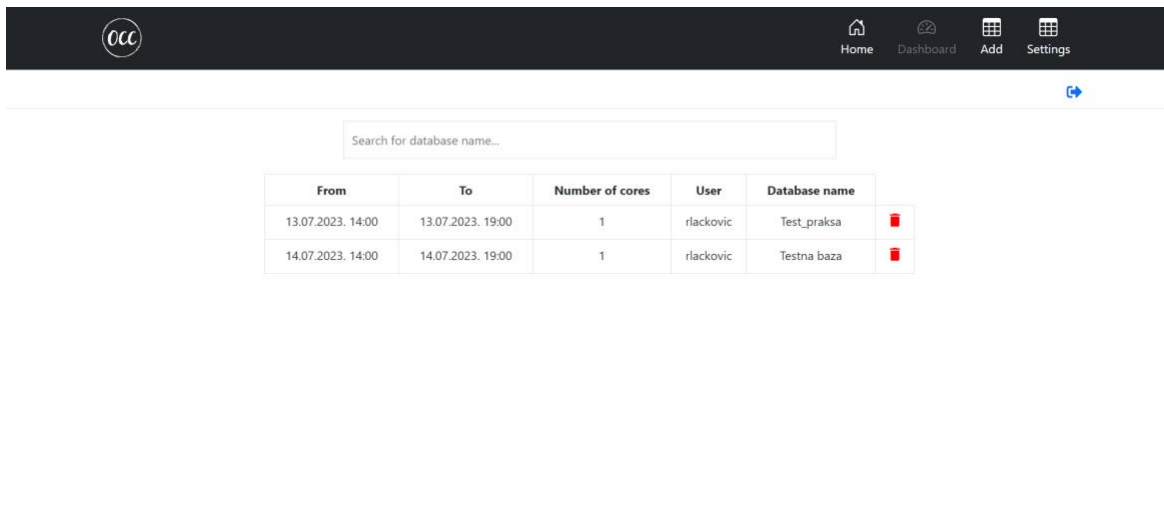 occ
Home Dashboard Add Settings
Search for database name...
From To Number of cores User Database name
13.07.2023. 14:00 13.07.2023. 19:00 1 rlackovic Test_praksa
14.07.2023. 14:00 14.07.2023. 19:00 1 rlackovic Testna baza